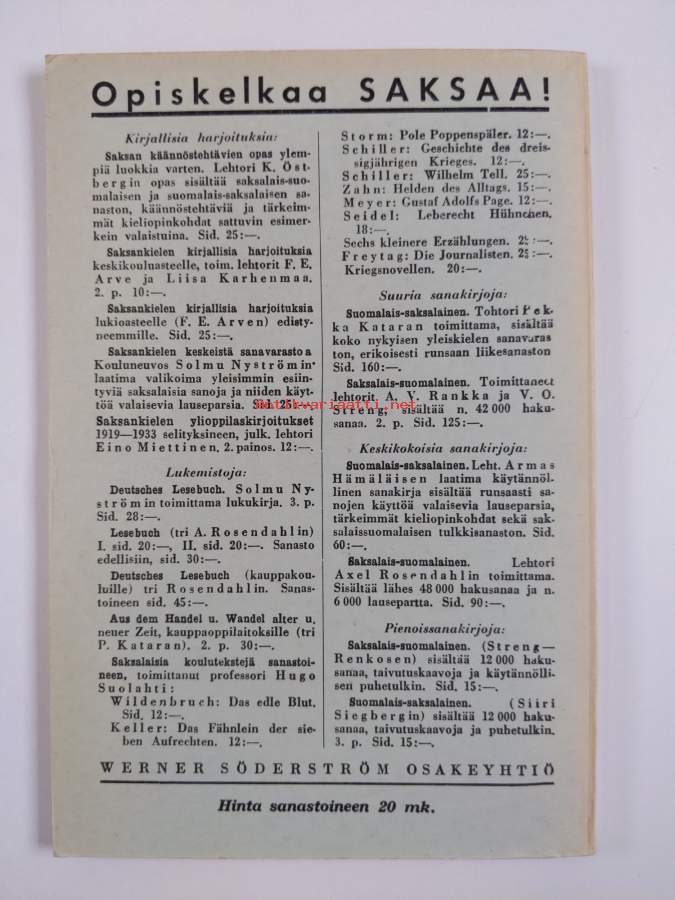 Opiskelkaa SAKSAA!
Kirjallisia harjoituksia:
Saksan käännöstehtävien opas ylem-
piä luokkia varten. Lehtori K. Öst-
bergin opas sisältää saksalais-suo-
malaisen ja suomalais-saksalaisen sa-
naston, käännöstehtäviä ja tärkeim-
mät kieliopinkohdat sattuvin esimer-
kein valaistuina. Sid. 25:—.
Saksankielen kirjallisia harjoituksia
keskikouluasteelle, toim. lehtorit F. E.
Arve ja Liisa Karhenmaa.
2. p. 10:—.
Saksankielen kirjallisia harjoituksia
lukioasteelle (F. E. Arven) edisty-
neemmille. Sid. 25:—.
Saksankielen keskeistä sanavarastoa
Kouluneuvos Solmu Nyströmin
laatima valikoima yleisimmin esiin-
tyviä saksalaisia sanoja ja niiden käyt-
töä valaisevia lauseparsia. Sid. 25:—.
Saksankielen ylioppilaskirjoitukset
1919—1933 selityksineen, julk. lehtori
Eino Miettinen. 2. painos. 12:—.
Lukemistoja:
Deutsches Lesebuch. Solmu Ny-
strömin toimittama lukukirja. 3. p.
Sid. 28:—.
Lesebuch (tri A. Rosendahlin)
I. sid. 20:—, II. sid. 20:—. Sanasto
edellisiin, sid. 30:—.
Deutsches Lesebuch (kauppakou-
luille) tri Rosendahlin. Sanas-
toineen sid. 45:—.
Aus dem Handel u. Wandel alter u.
neuer Zeit, kauppaoppilaitoksille (tri
P. Kataran). 2. p. 30:—.
Saksalaisia koulutekstejä sanastoi-
neen, toimittanut professori Hugo
Suolahti:
Wildenbruch: Das edle Blut.
Sid. 12:—.
Keller: Das Fähnlein der sie-
ben Aufrechten. 12:—.
Storm: Pole Poppenspäler. 12:—.
Schiller: Geschichte des dreis-
sigjährigen Krieges. 12:—.
Schiller: Wilhelm Tell. 25:—.
Zahn: Helden des Alltags. 15:—.
Meyer: Gustaf Adolfs Page. 12:—.
Seidel: Leberecht Hühnchen.
18:—.
Sechs kleinere Erzählungen.
Freytag: Die Journalisten.
Kriegsnovellen. 20:—.
Suuria sanakirjoja:
Suomalais-saksalainen. Tohtori Pek-
ka Kataran toimittama, sisältää
koko nykyisen yleiskielen sanavaras
ton, erikoisesti runsaan liikesanaston
Sid. 160:—.
Saksalais-suomalainen. Toimittaneet
lehtorit A. V. Rankka ja V. O.
Streng, sisältää n. 42 000 haku-
sanaa. 2. p. Sid. 125:—.
Keskikokoisia sanakirjoja:
Suomalais-saksalainen. Leht. Armas
Hämäläisen laatima käytännöl-
linen sanakirja sisältää runsaasti sa-
nojen käyttöä valaisevia lauseparsia,
tärkeimmät kieliopinkohdat sekä sak-
salaissuomalaisen tulkkisanaston. Sid.
60:—.
Saksalais-suomalainen. Lehtori
Axel Rosendahlin toimittama.
Sisältää lähes 48 000 hakusanaa ja n.
6 000 lausepartta. Sid. 90:—.
Pienoissanakirjoja:
Saksalais-suomalainen. (Streng—
Renkosen) sisältää 12 000 haku-
sanaa, taivutuskaavoja ja käytännölli-
sen puhetulkin. Sid. 15:—.
Suomalais-saksalainen. (Siiri
Siegbergin) sisältää 12 000 haku-
sanaa, taivutuskaavoja ja puhetulkin.
3. p. Sid. 15:—.
WERNER SÖDERSTRÖM OSAKEYHTIÖ
Hinta sanastoineen 20 mk.
antikvariaatti.net